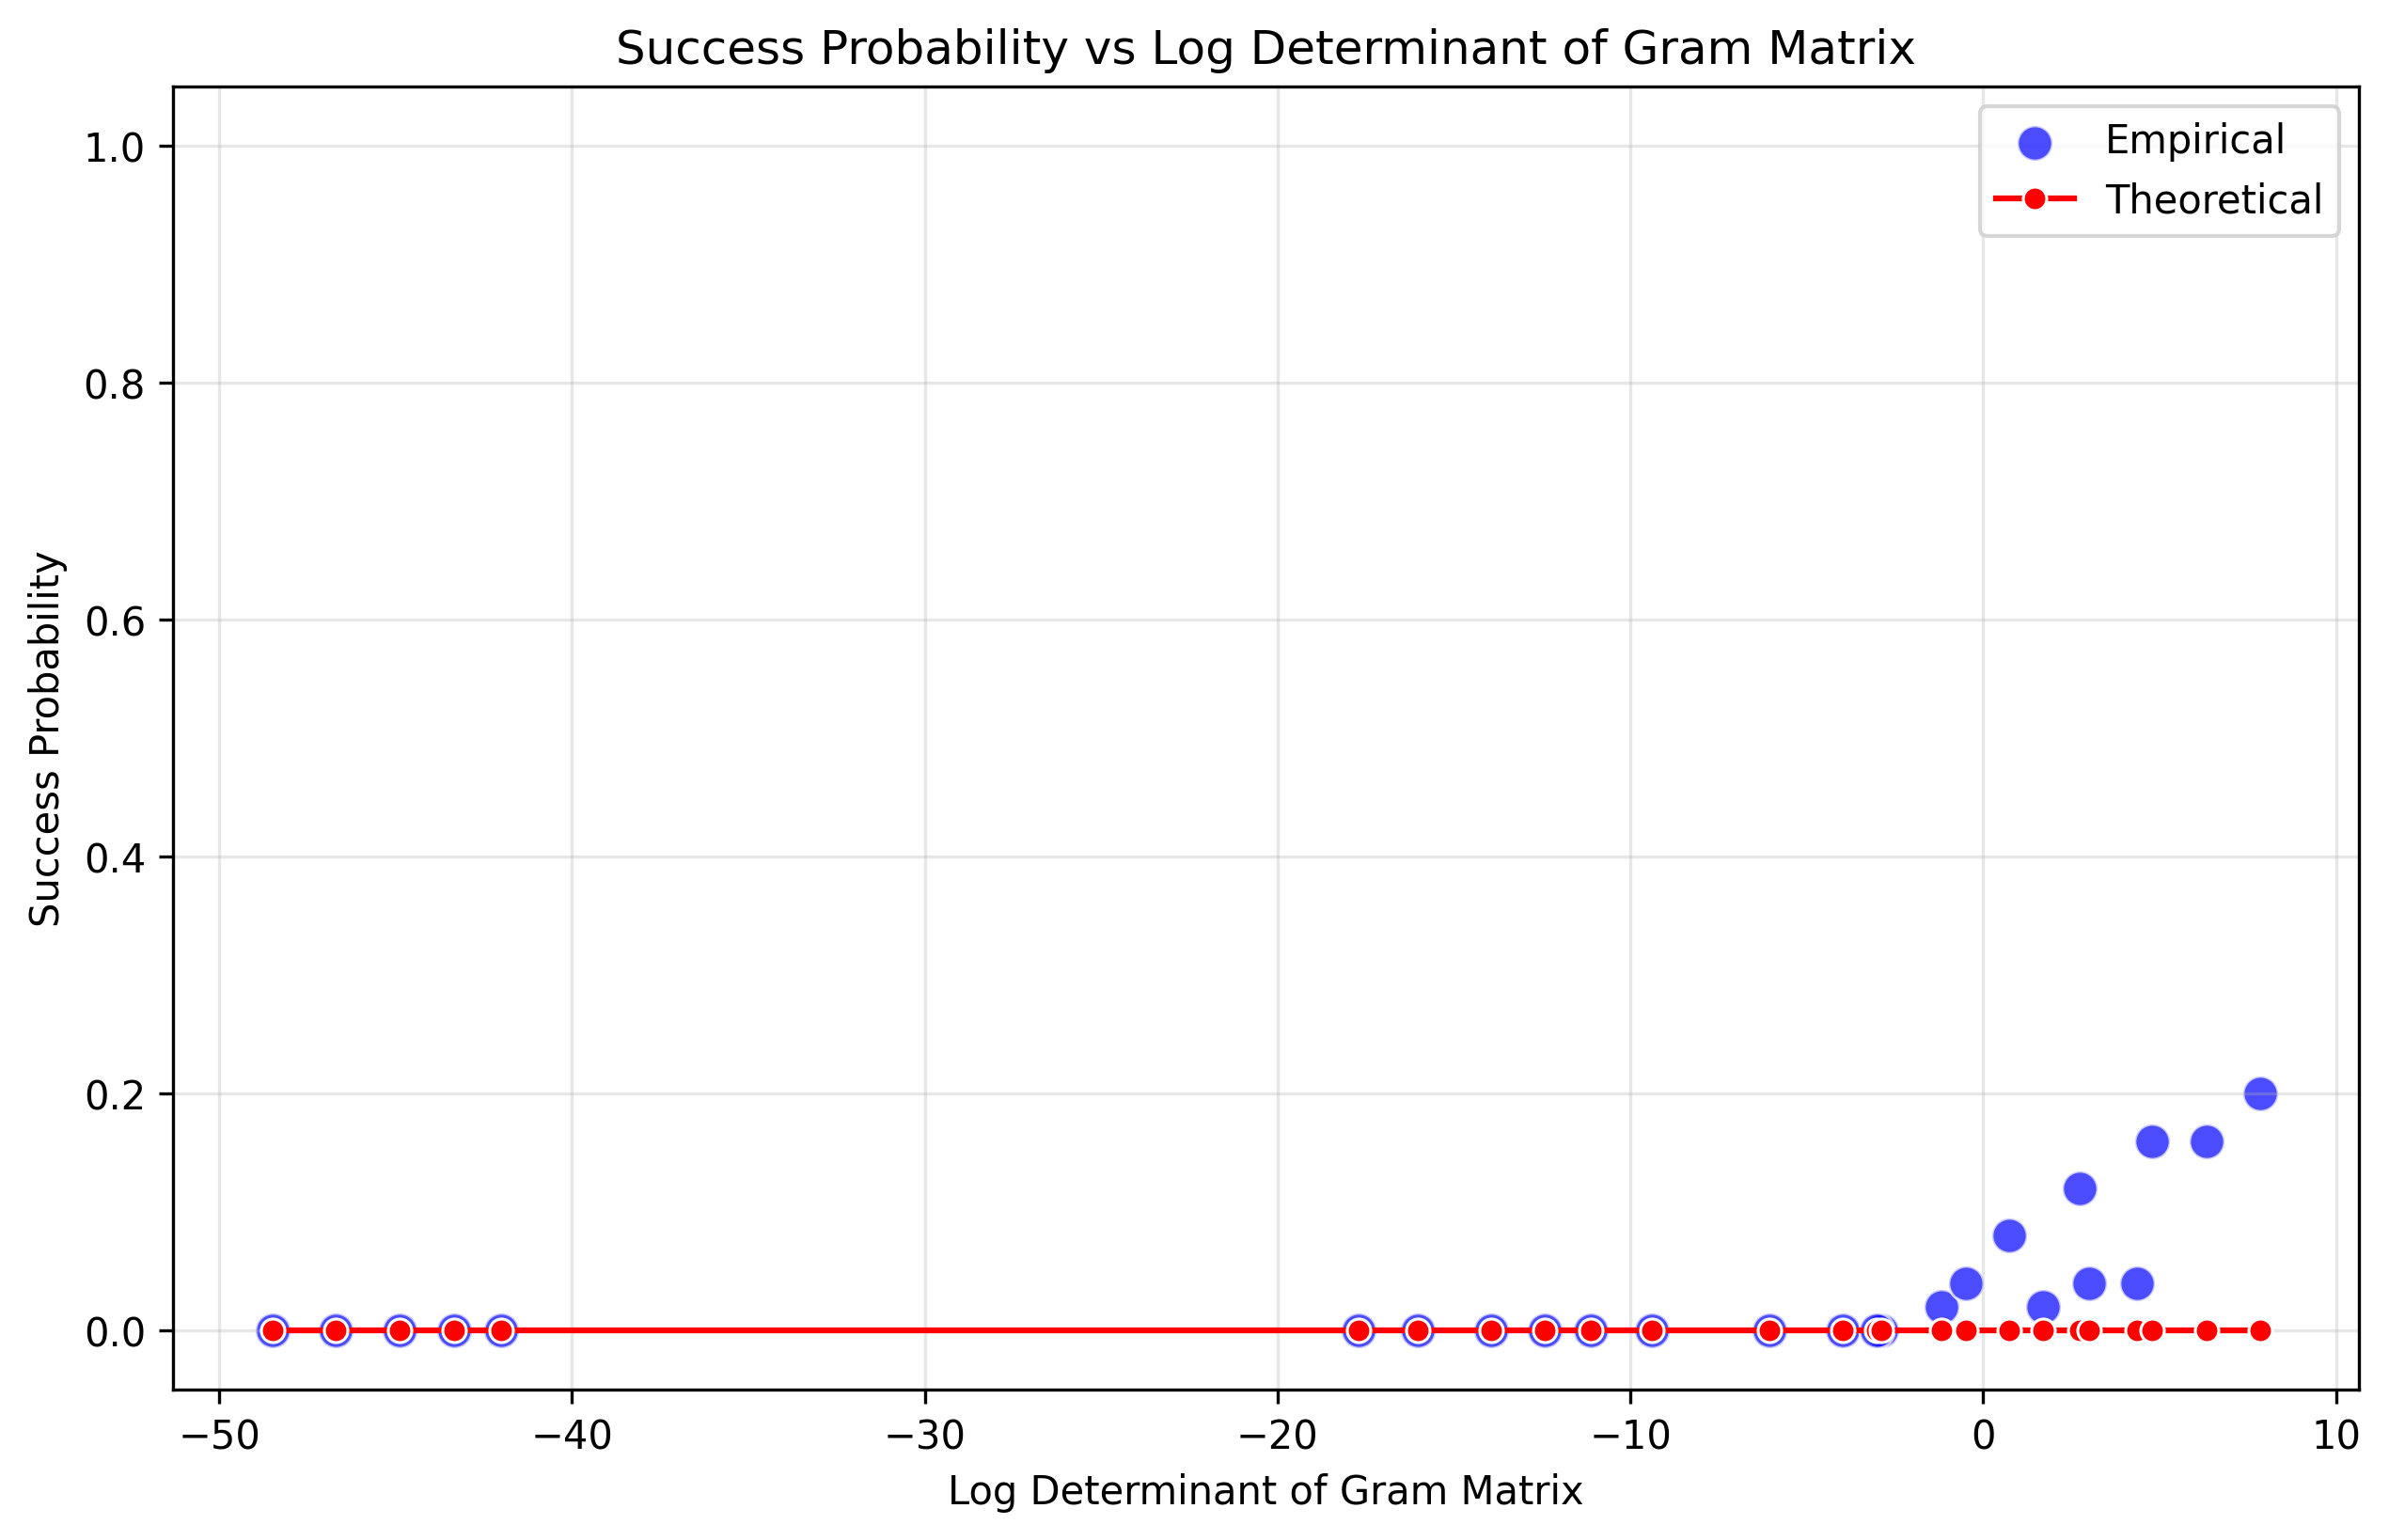 Success Probability vs Log Determinant of Gram Matrix
Empirical
Theoretical
1.0
0.8
0.6
0.4
0.2
0.0
Success Probability
−50 −40 −30 −20 −10 0 10
Log Determinant of Gram Matrix